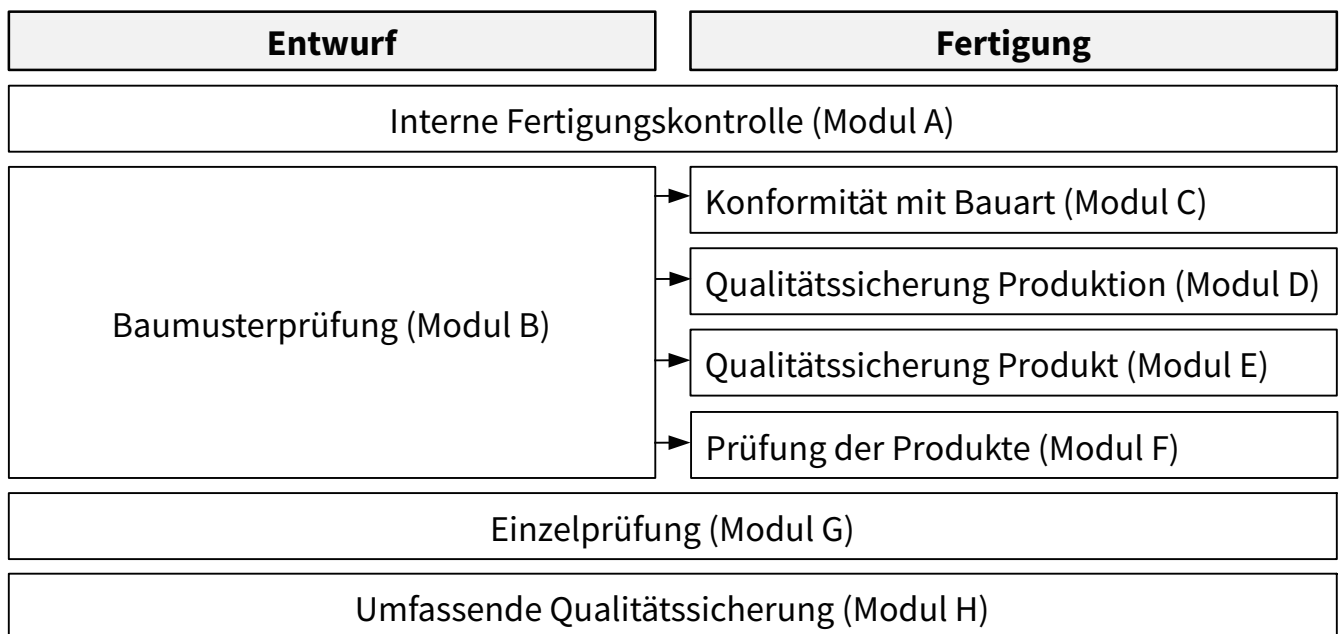 Entwurf
Fertigung
Interne Fertigungskontrolle (Modul A)
Baumusterprüfung (Modul B)
Konformität mit Bauart (Modul C)
Qualitätssicherung Produktion (Modul D)
Qualitätssicherung Produkt (Modul E)
Prüfung der Produkte (Modul F)
Einzelprüfung (Modul G)
Umfassende Qualitätssicherung (Modul H)